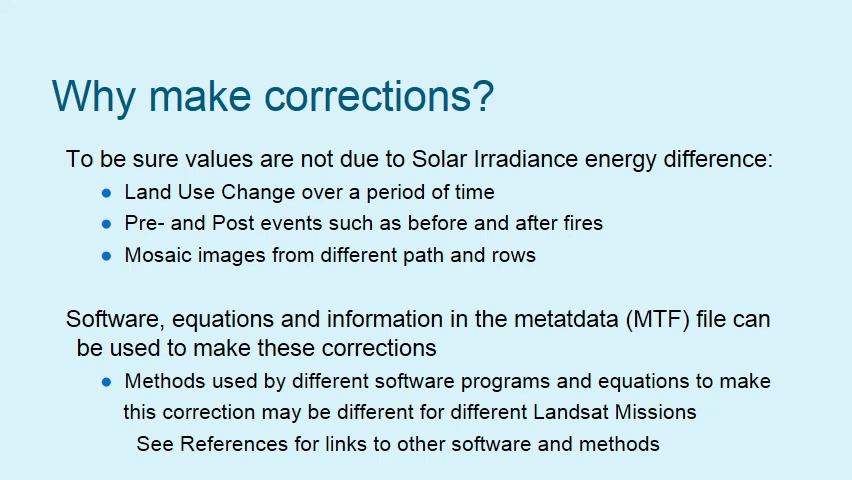 Why make corrections?
To be sure values are not due to Solar Irradiance energy difference:
● Land Use Change over a period of time
● Pre- and Post events such as before and after fires
● Mosaic images from different path and rows
Software, equations and information in the metatdata (MTF) file can
be used to make these corrections
● Methods used by different software programs and equations to make
this correction may be different for different Landsat Missions
See References for links to other software and methods